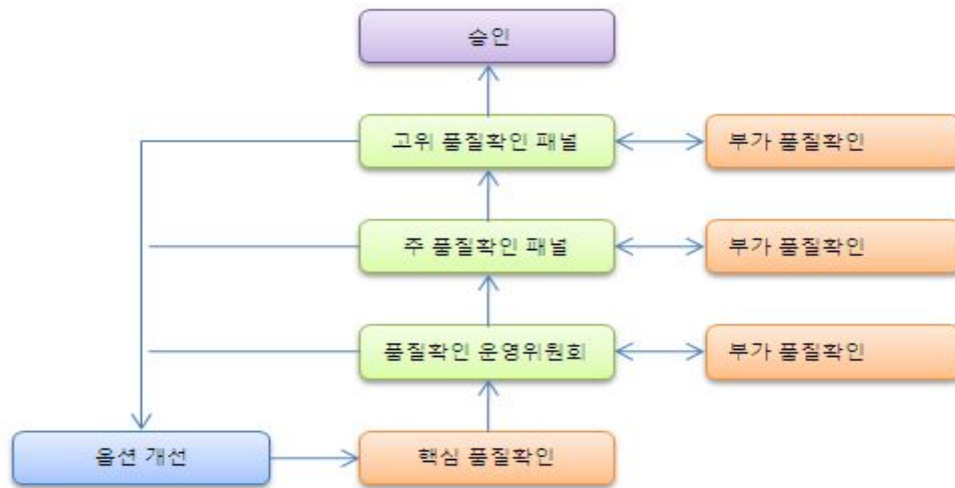 승인
고위 품질확인 패널
부가 품질확인
주 품질확인 패널
부가 품질확인
품질확인 운영위원회
부가 품질확인
옵션 개선
핵심 품질확인